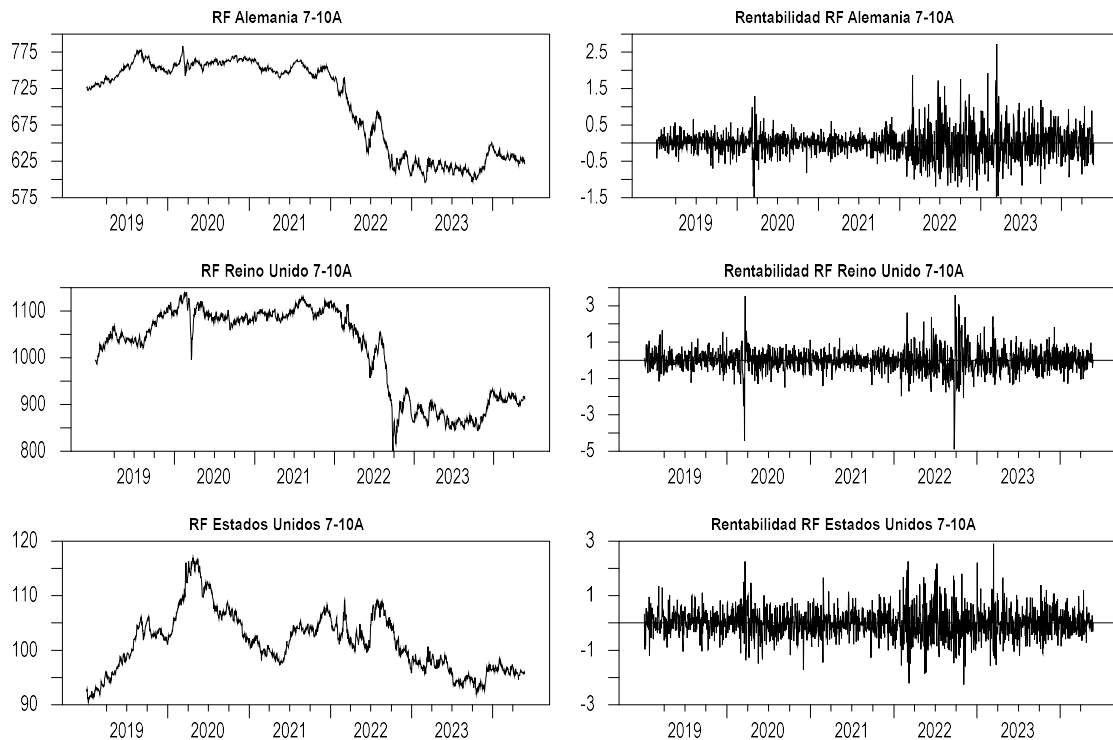 RF Alemania 7-10A
775
725
675
625
575
2019 2020 2021 2022 2023
Rentabilidad RF Alemania 7-10A
2.5
1.5
0.5
-0.5
-1.5
2019 2020 2021 2022 2023
RF Reino Unido 7-10A
1100
1000
900
800
2019 2020 2021 2022 2023
Rentabilidad RF Reino Unido 7-10A
3
1
-1
-3
-5
2019 2020 2021 2022 2023
RF Estados Unidos 7-10A
120
110
100
90
2019 2020 2021 2022 2023
Rentabilidad RF Estados Unidos 7-10A
3
1
-1
-3
2019 2020 2021 2022 2023